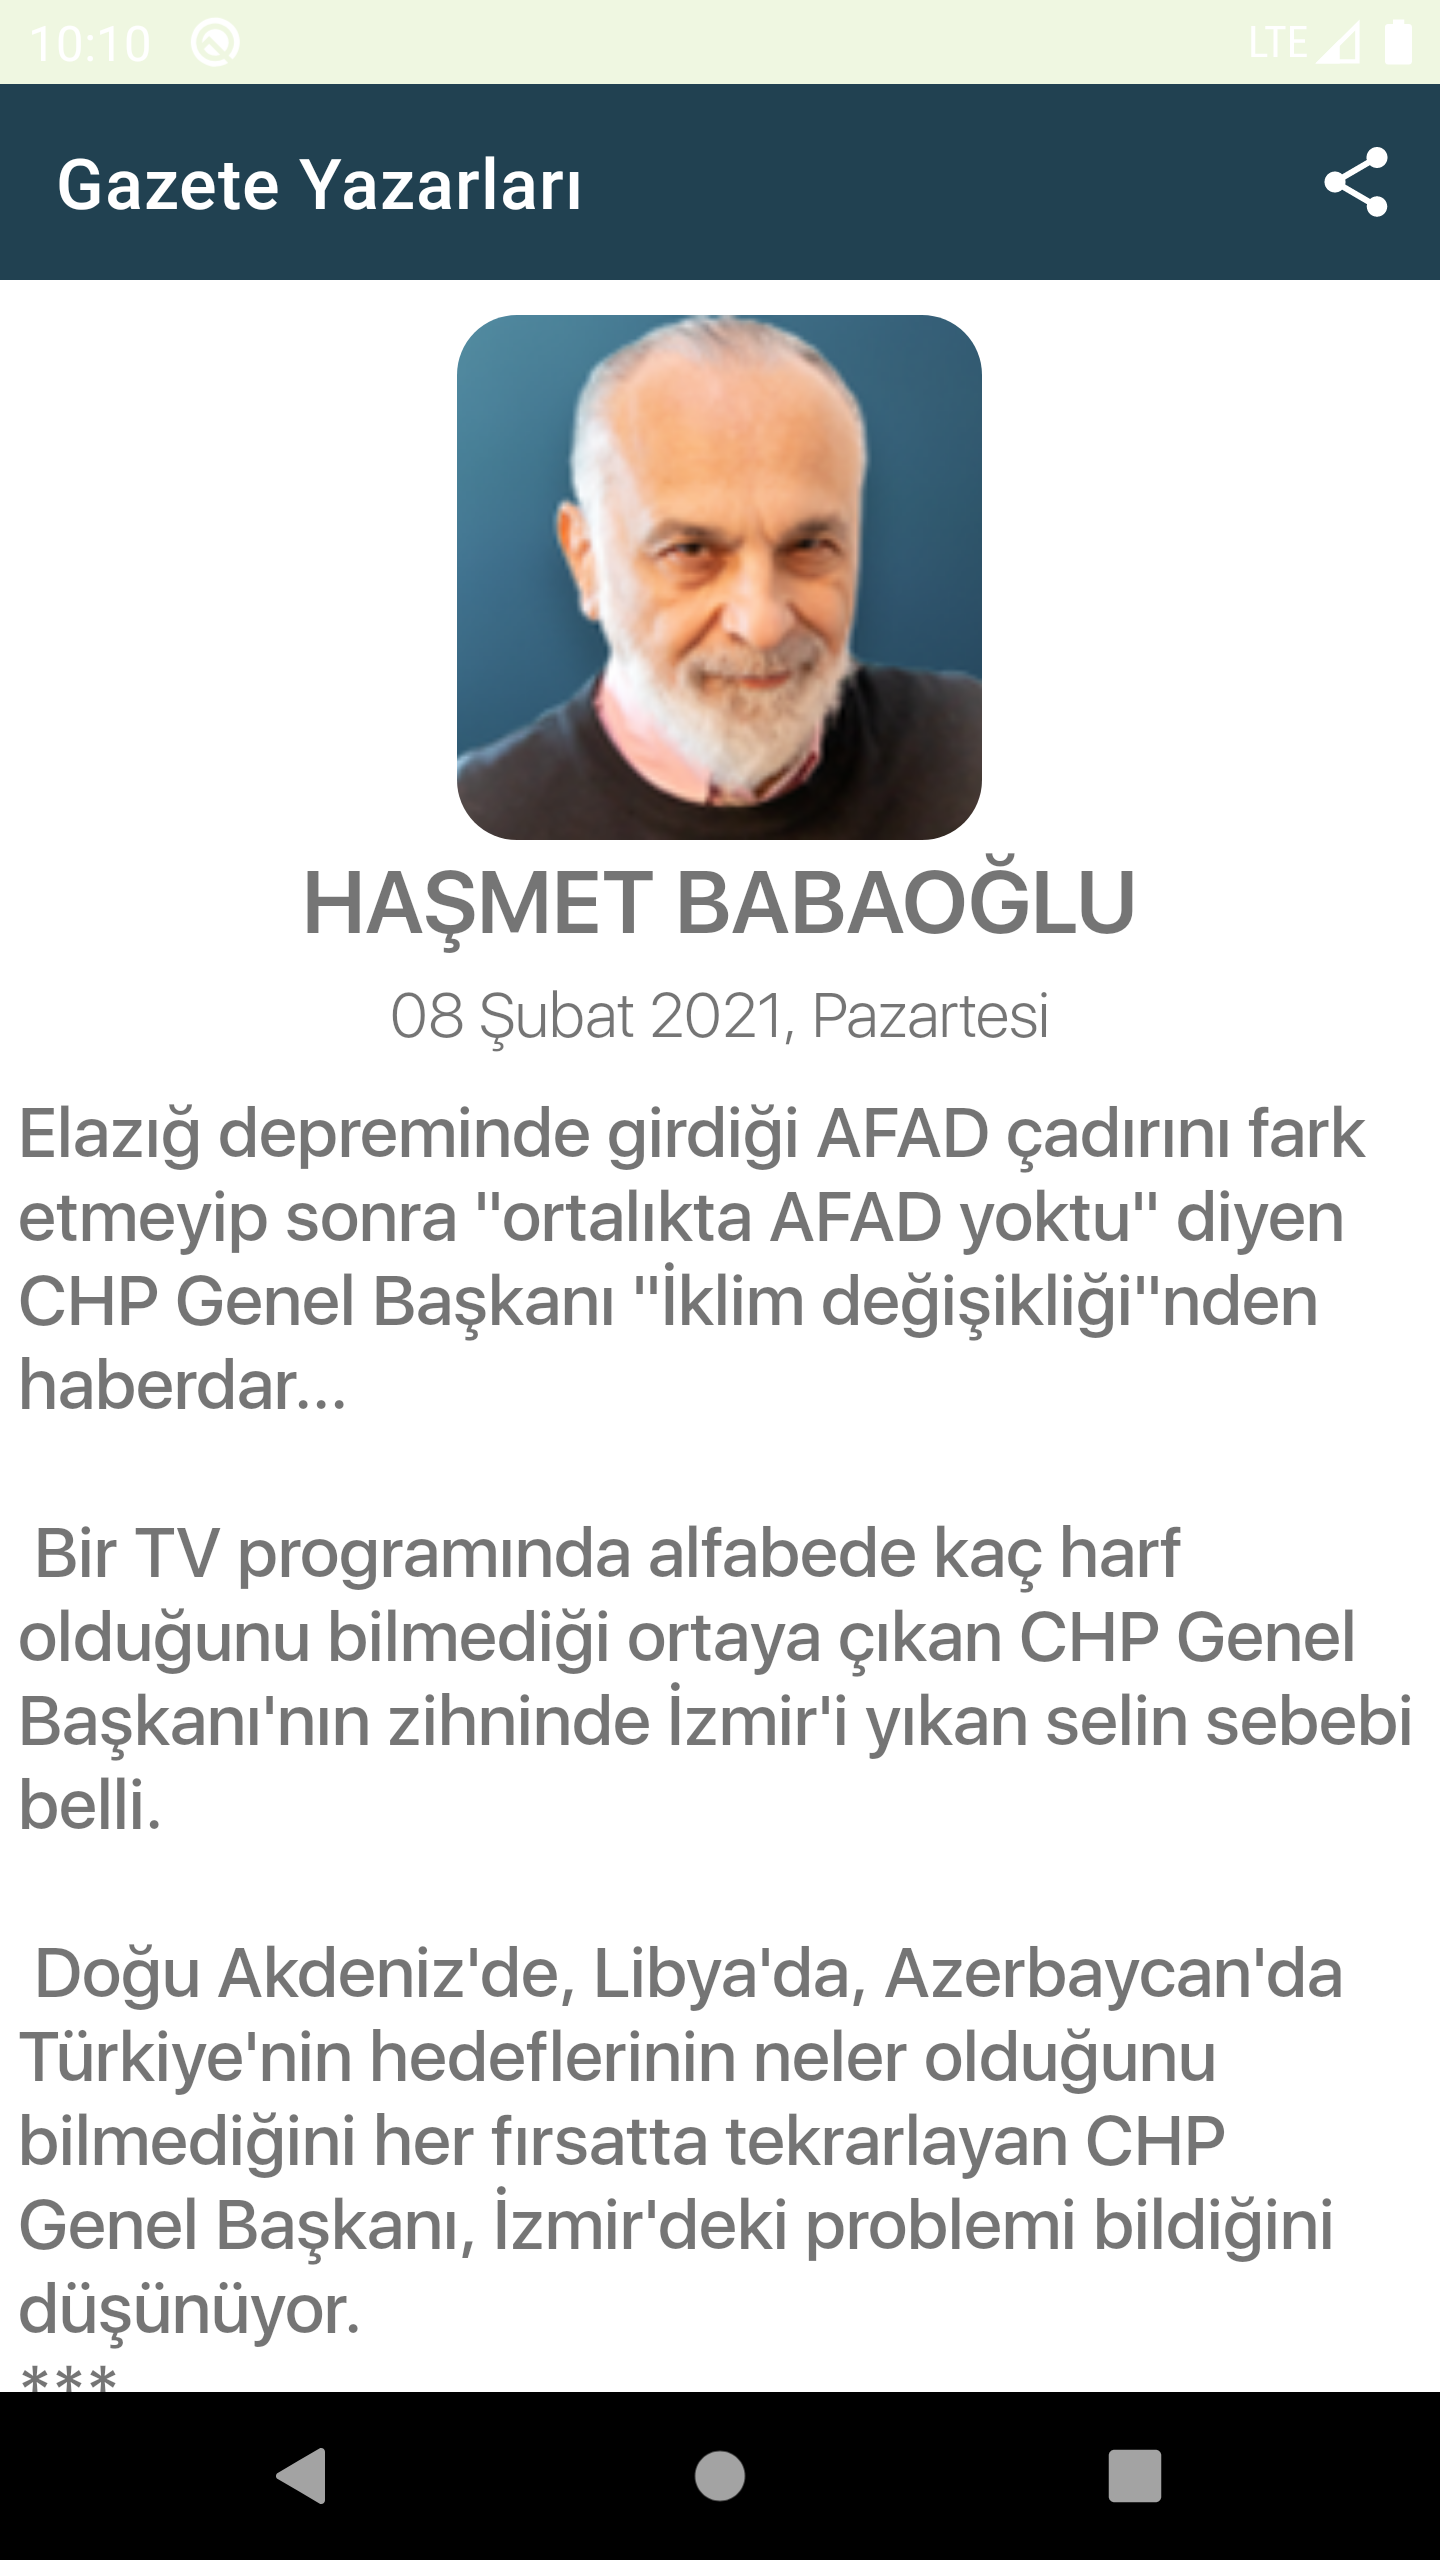 10:10
LTE
Gazete Yazarları
HAŞMET BABAOĞLU
08 Şubat 2021, Pazartesi
Elazığ depreminde girdiği AFAD çadırını fark
etmeyip sonra "ortalıkta AFAD yoktu" diyen
CHP Genel Başkanı "İklim değişikliği"nden
haberdar...
Bir TV programında alfabede kaç harf
olduğunu bilmediği ortaya çıkan CHP Genel
Başkanı'nın zihninde İzmir'i yıkan selin sebebi
belli.
Doğu Akdeniz'de, Libya'da, Azerbaycan'da
Türkiye'nin hedeflerinin neler olduğunu
bilmediğini her fırsatta tekrarlayan CHP
Genel Başkanı, İzmir'deki problemi bildiğini
düşünüyor.
***